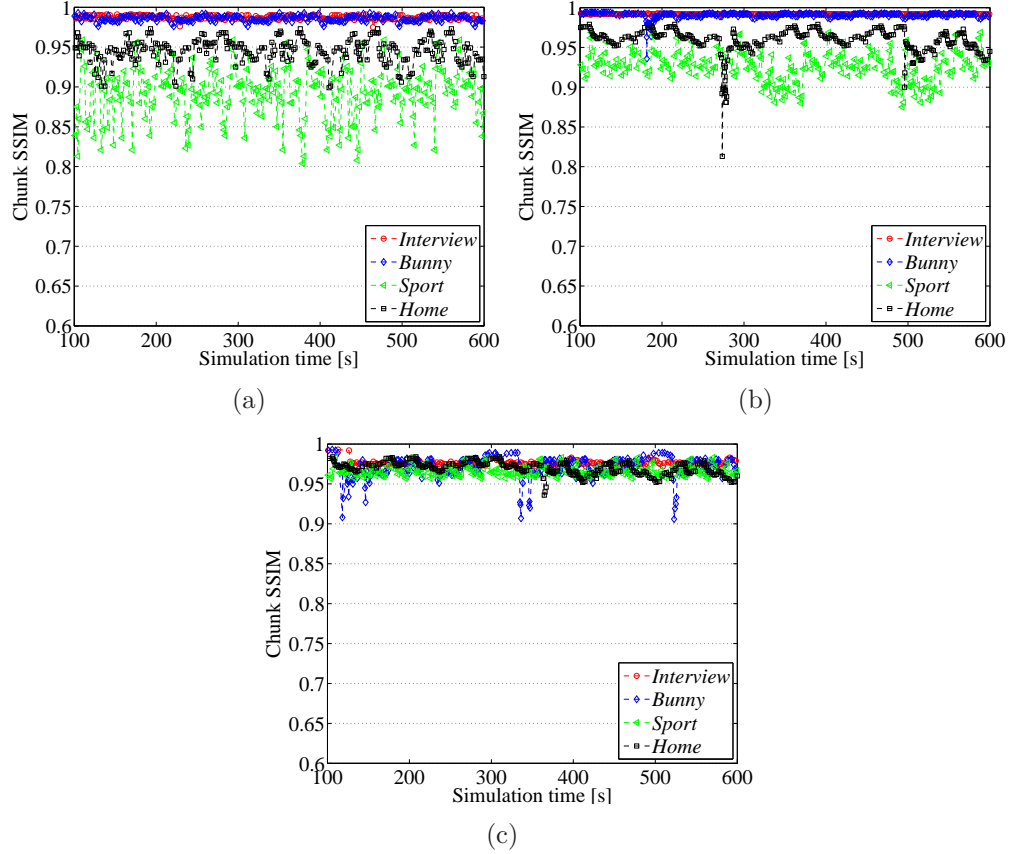 1
0.95
0.9
0.85
0.8
0.75
0.7
0.65
0.6
Chunk SSIM
100 200 300 400 500 600
Simulation time [s]
Interview
Bunny
Sport
Home
(a)
1
0.95
0.9
0.85
0.8
0.75
0.7
0.65
0.6
Chunk SSIM
100 200 300 400 500 600
Simulation time [s]
Interview
Bunny
Sport
Home
(b)
1
0.95
0.9
0.85
0.8
0.75
0.7
0.65
0.6
Chunk SSIM
100 200 300 400 500 600
Simulation time [s]
Interview
Bunny
Sport
Home
(c)